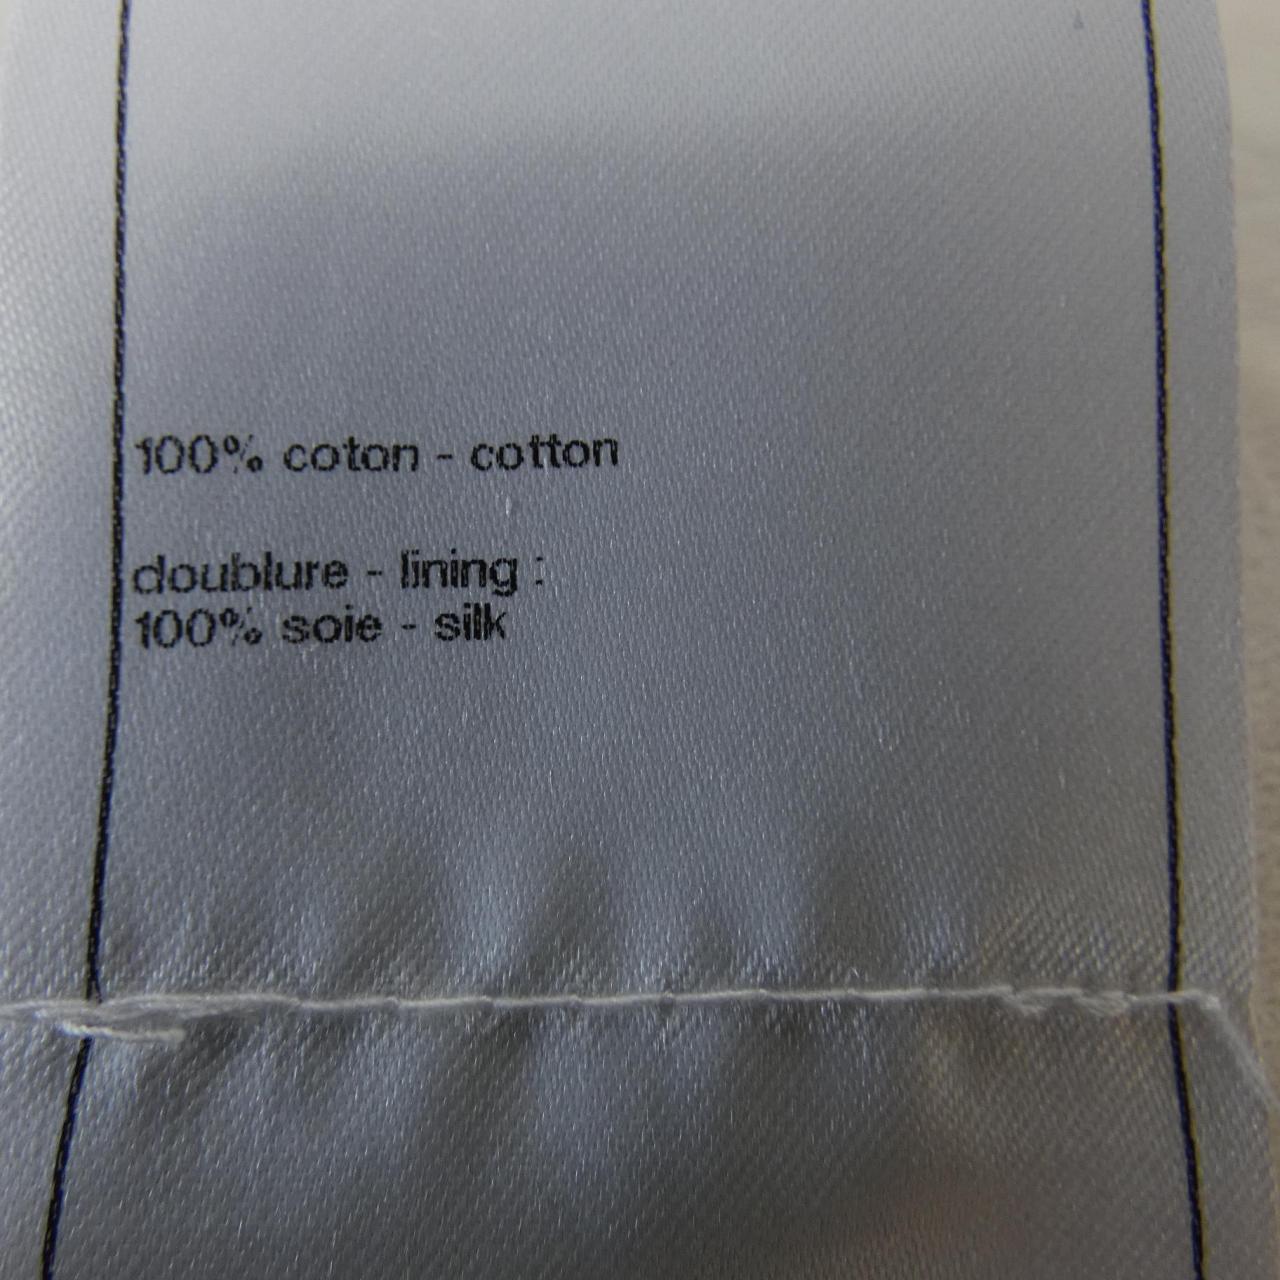 100% coton - cotton
doublure - lining :
100% soie - silk